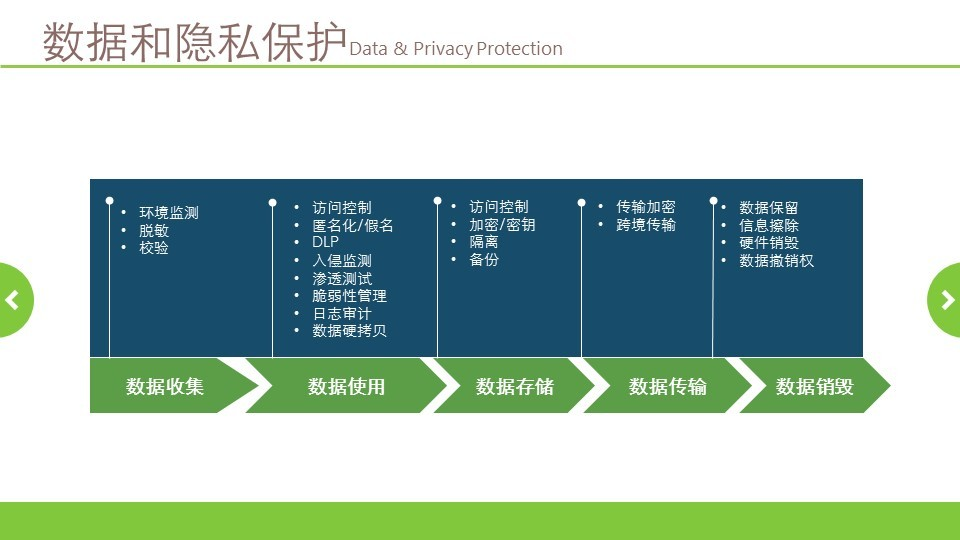 数据和隐私保护Data & Privacy Protection
• 环境监测
• 脱敏
• 校验
• 访问控制
• 匿名化/假名
• DLP
• 入侵监测
• 渗透测试
• 脆弱性管理
• 日志审计
• 数据硬拷贝
• 访问控制
• 加密/密钥
• 隔离
• 备份
• 传输加密
• 跨境传输
• 数据保留
• 信息擦除
• 硬件销毁
• 数据撤销权
数据收集
数据使用
数据存储
数据传输
数据销毁